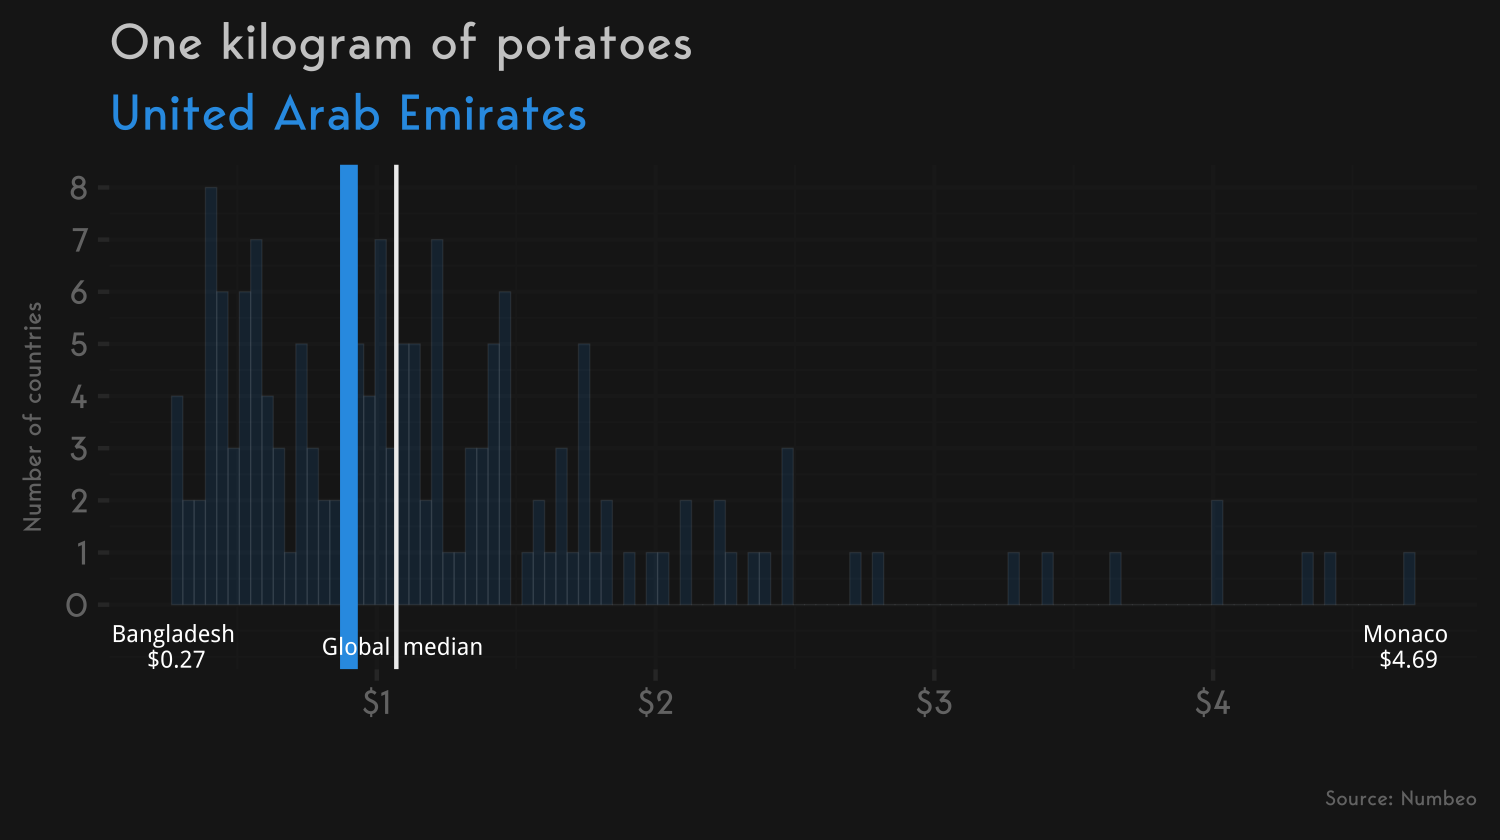 One kilogram of potatoes
United Arab Emirates
Number of countries
8
7
6
5
4
3
2
1
0
Bangladesh
$0.27
Global median
Monaco
$4.69
$1 $2 $3 $4
Source: Numbeo